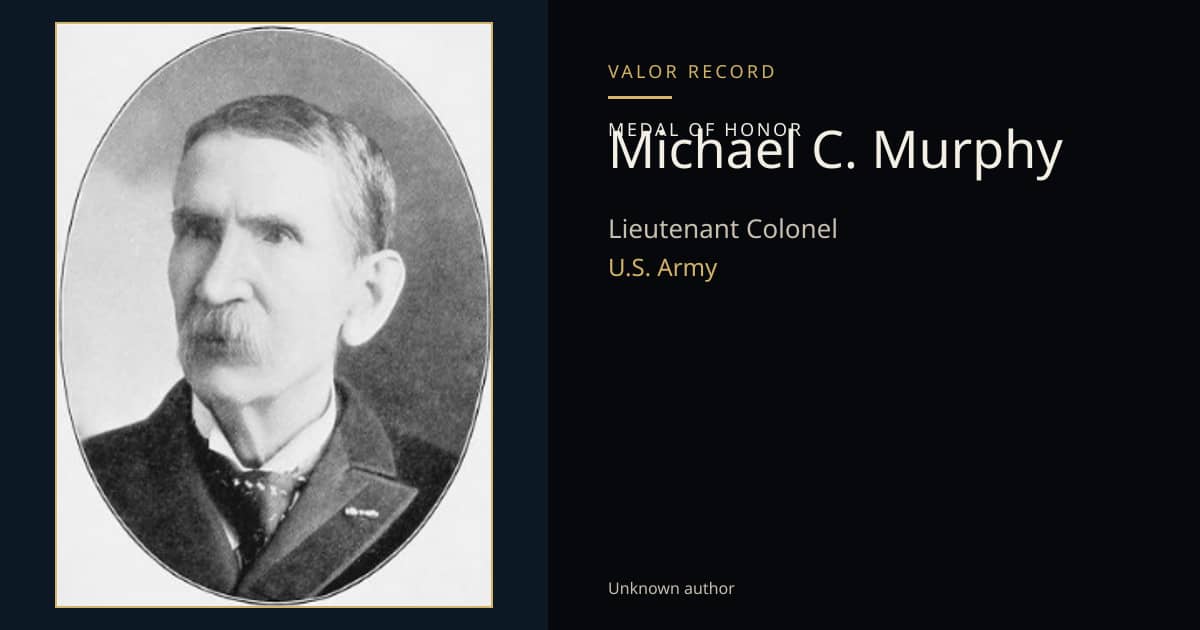 VALOR RECORD
MEDAL OF HONOR
Michael C. Murphy
Lieutenant Colonel
U.S. Army
Unknown author